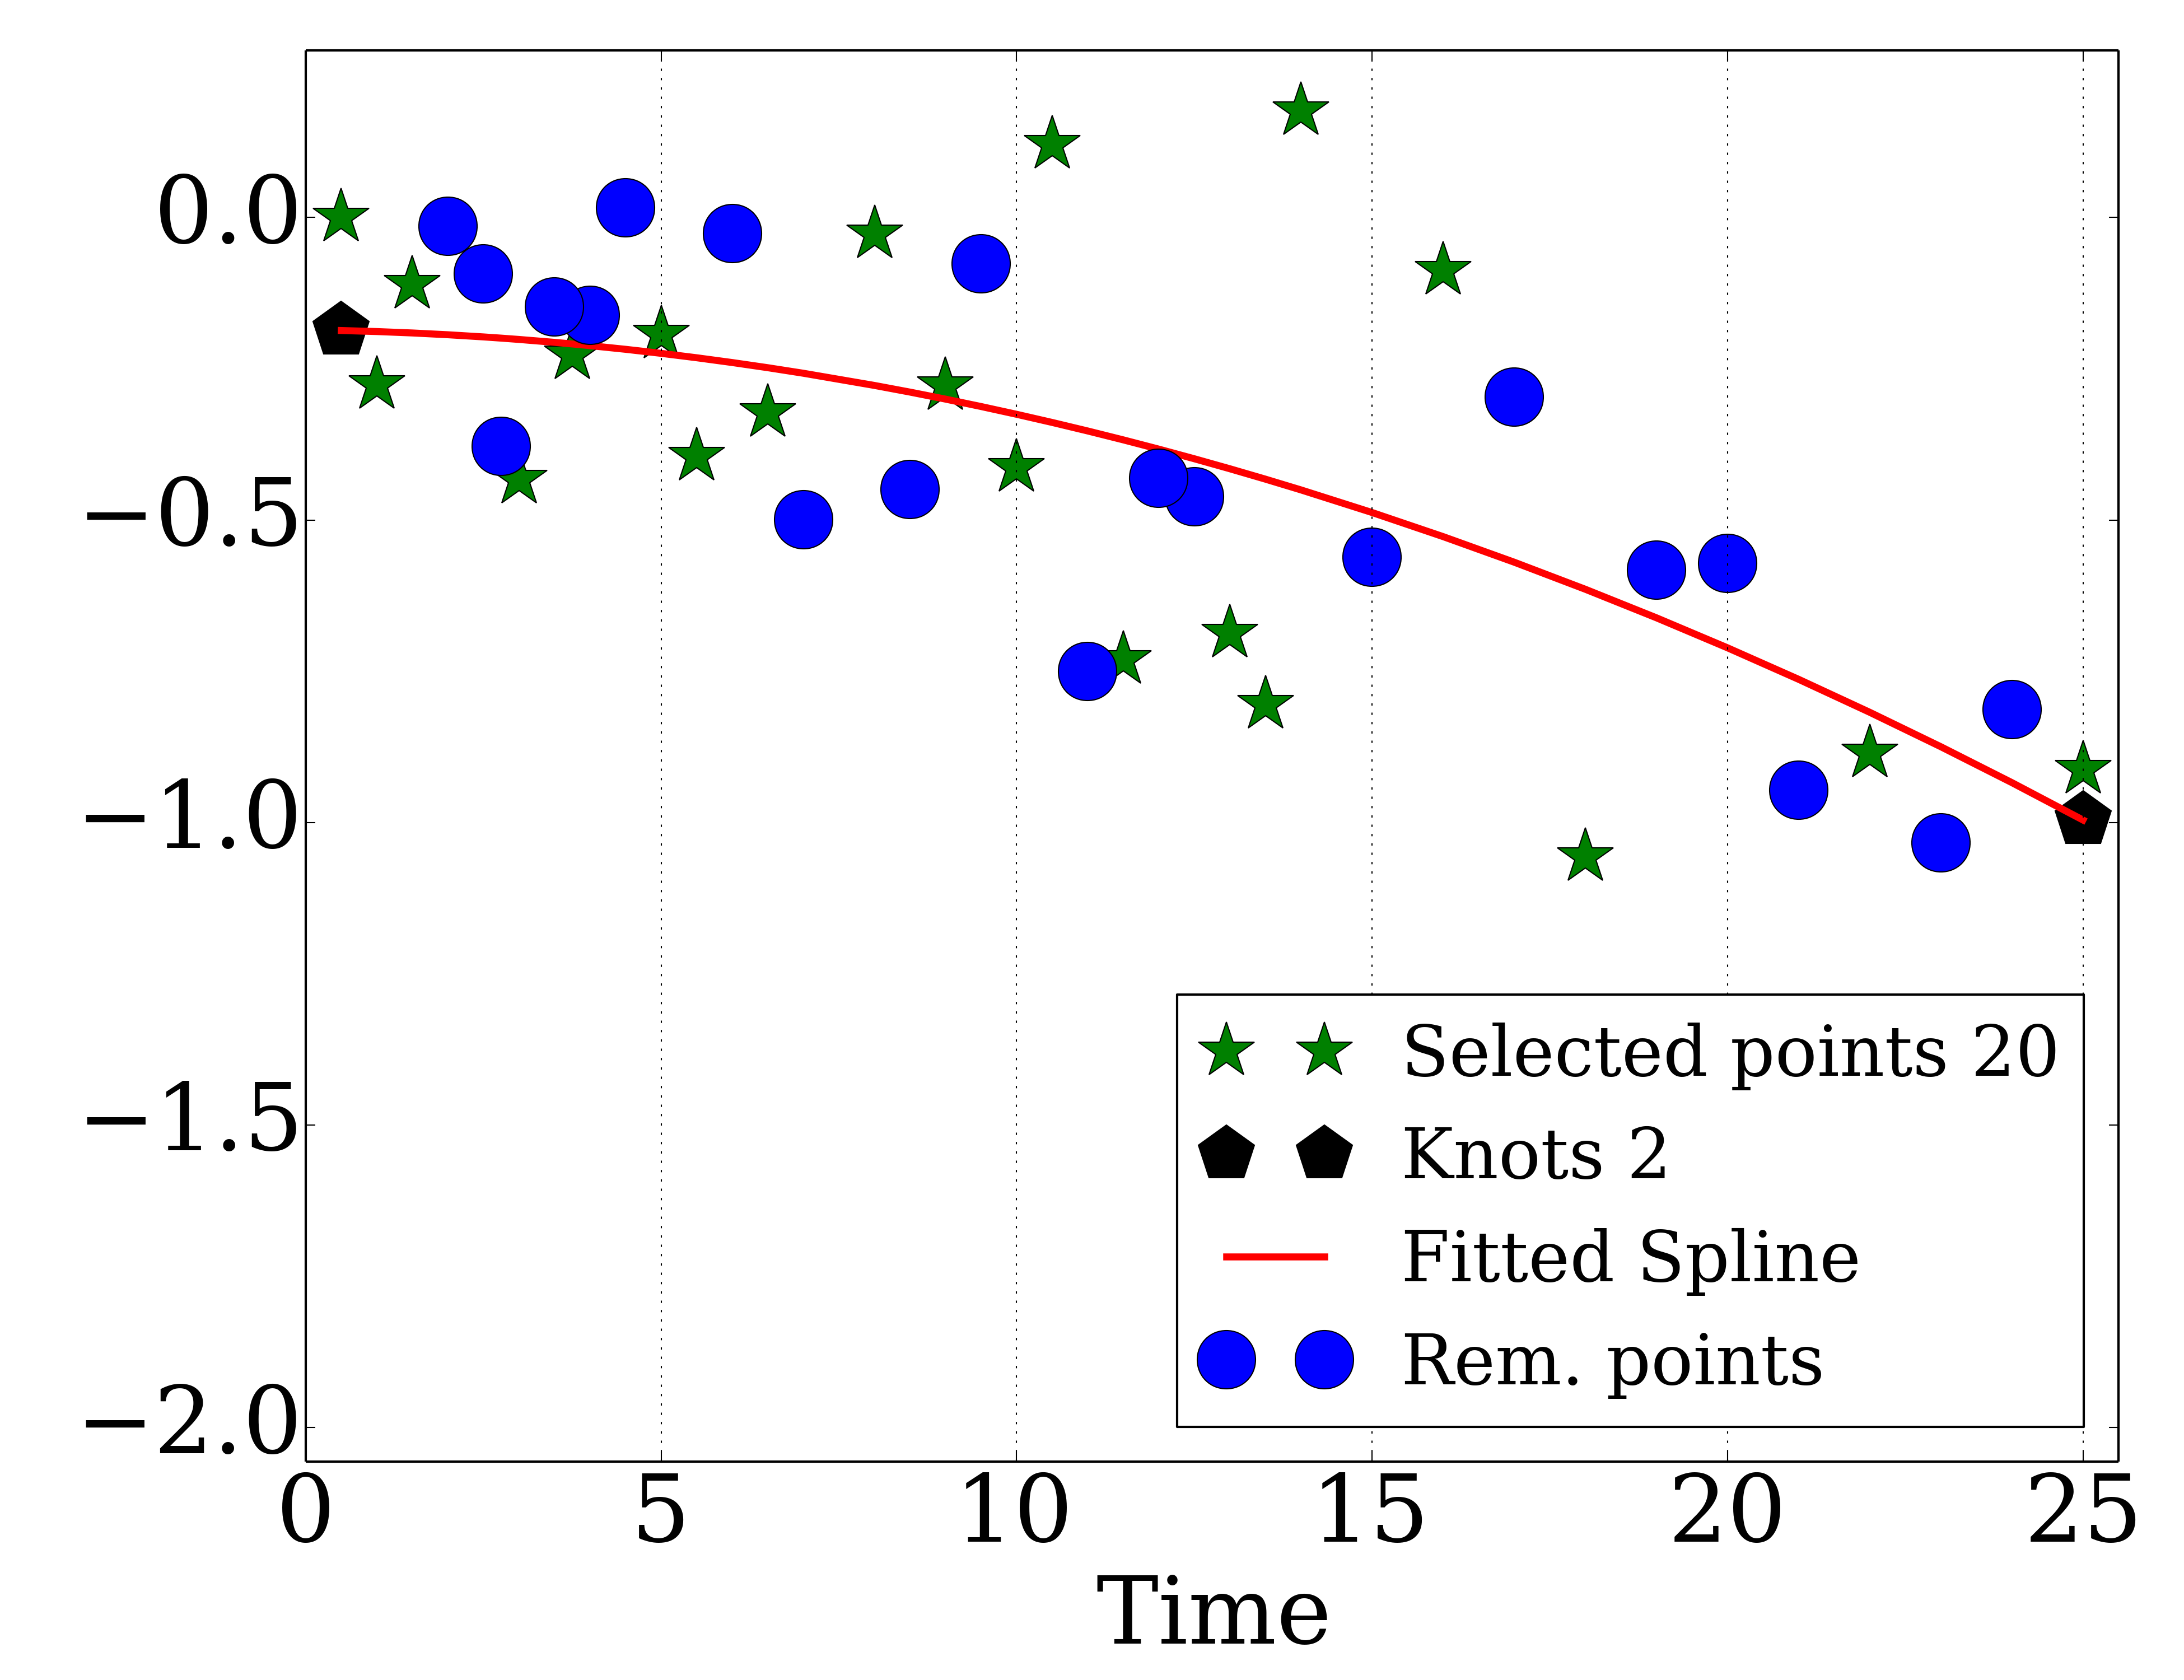 0.0
−0.5
−1.0
−1.5
−2.0
0 5 10 15 20 25
Time
Selected points 20
Knots 2
Fitted Spline
Rem. points